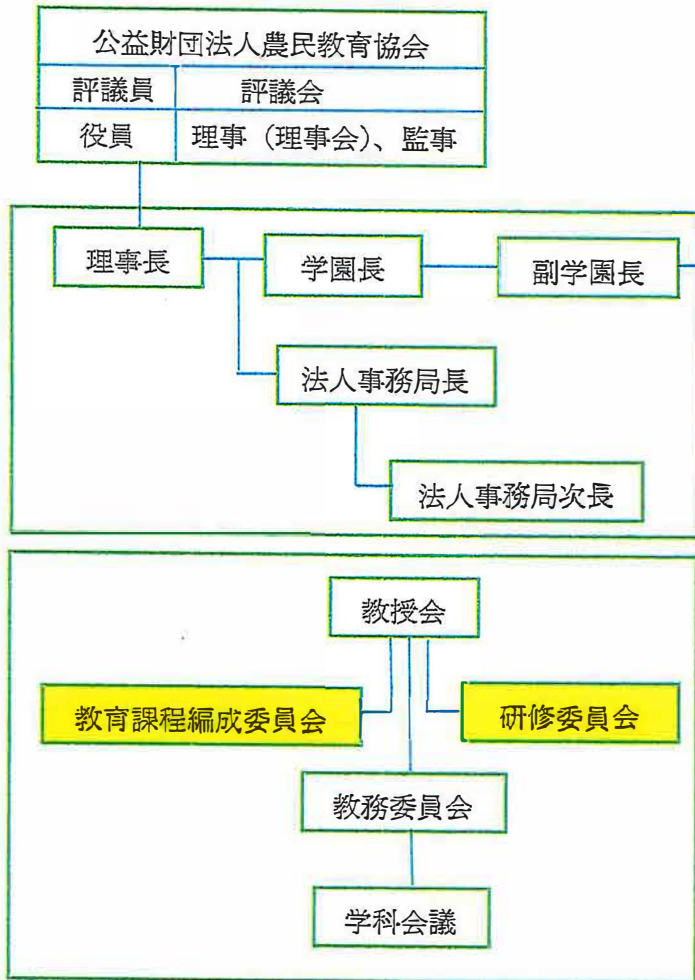 公益財団法人農民教育協会
評議員 評議会
役員 理事（理事会）、監事
理事長 学園長 副学園長
法人事務局長
法人事務局次長
教授会
教育課程編成委員会 研修委員会
教務委員会
学科会議